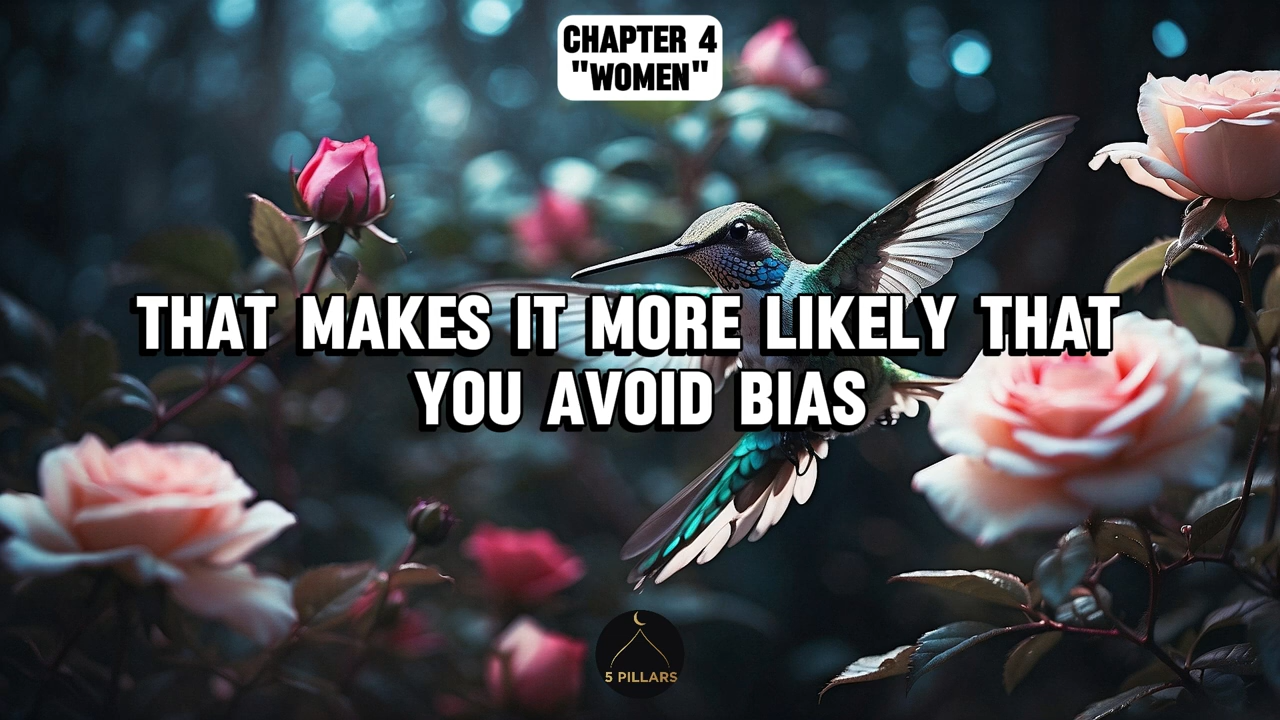 CHAPTER 4
"WOMEN"
THAT MAKES IT MORE LIKELY THAT
YOU AVOID BIAS
5 PILLARS